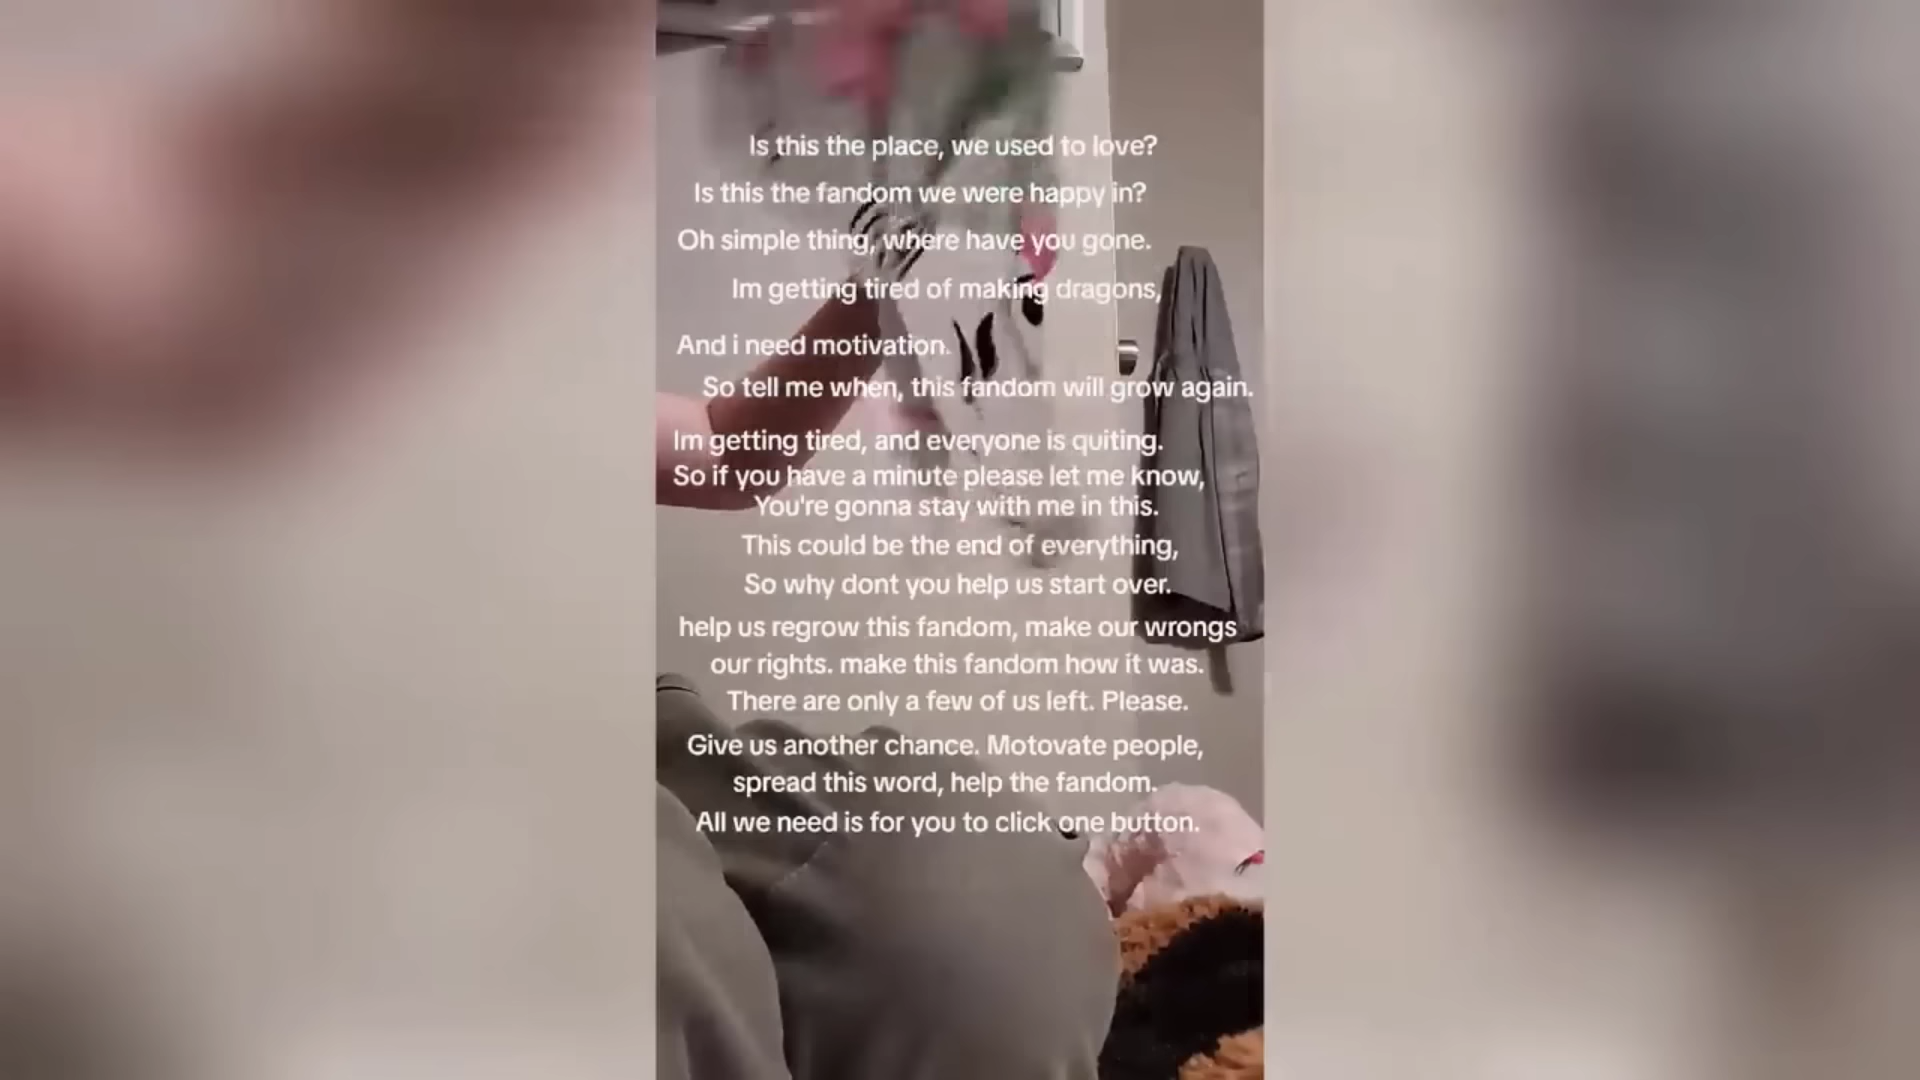 Is this the place, we used to love?
Is this the fandom we were happy in?
Oh simple thing, where have you gone.
Im getting tired of making dragons,
And i need motivation.
So tell me when, this fandom will grow again.
Im getting tired, and everyone is quiting.
So if you have a minute please let me know,
You're gonna stay with me in this.
This could be the end of everything,
So why dont you help us start over.
help us regrow this fandom, make our wrongs
our rights. make this fandom how it was.
There are only a few of us left. Please.
Give us another chance. Motovate people,
spread this word, help the fandom.
All we need is for you to click one button.